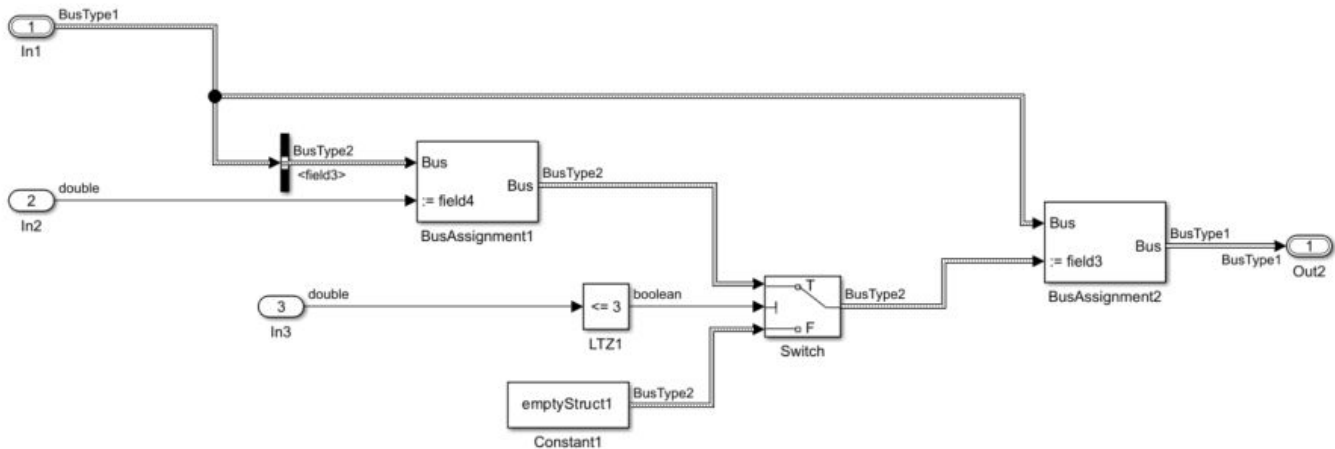 BusType1
1
In1
BusType2
<field3>
Bus
Bus
:= field4
BusAssignment1
BusType2
double
2
In2
double
3
In3
<= 3
LTZ1
boolean
T
F
Switch
BusType2
emptyStruct1
Constant1
BusType2
Bus
Bus
:= field3
BusAssignment2
BusType1
BusType1
1
Out2